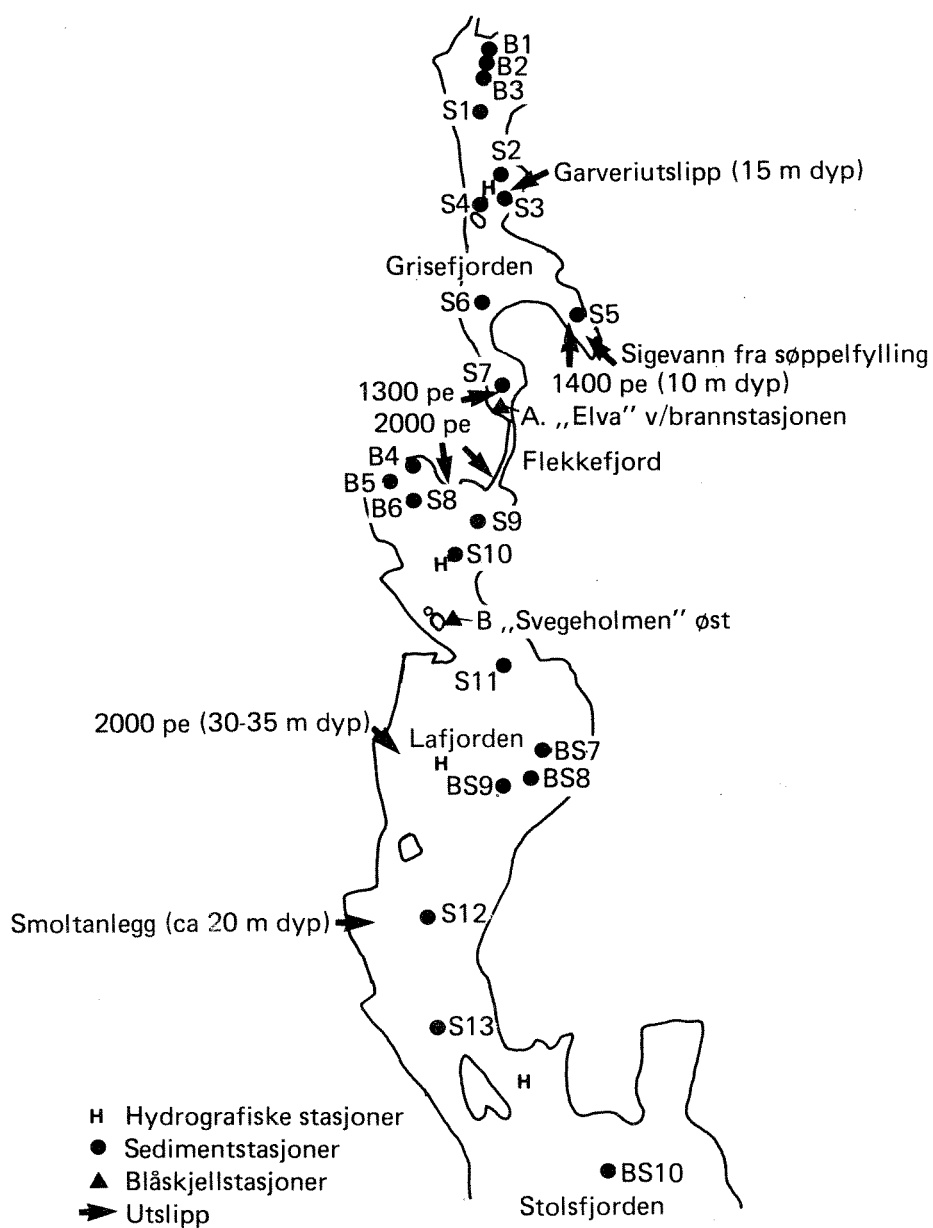 B1
B2
B3
S1
S2
H
Garveriutslipp (15 m dyp)
S4
S3
Grisefjorden
S6
S5
Sigevann fra søppelfylling
S7
1400 pe (10 m dyp)
1300 pe
A. „Elva” v/brannstasjonen
2000 pe
B4
Flekkefjord
B5
B6
S8
S9
H
S10
B „Svegeholmen” øst
S11
2000 pe (30-35 m dyp)
Lafjorden
H
BS7
BS9
BS8
Smoltanlegg (ca 20 m dyp)
S12
S13
H
H Hydrografiske stasjoner
Sedimentstasjoner
Blåskjellstasjoner
Utslipp
BS10
Stolsfjorden